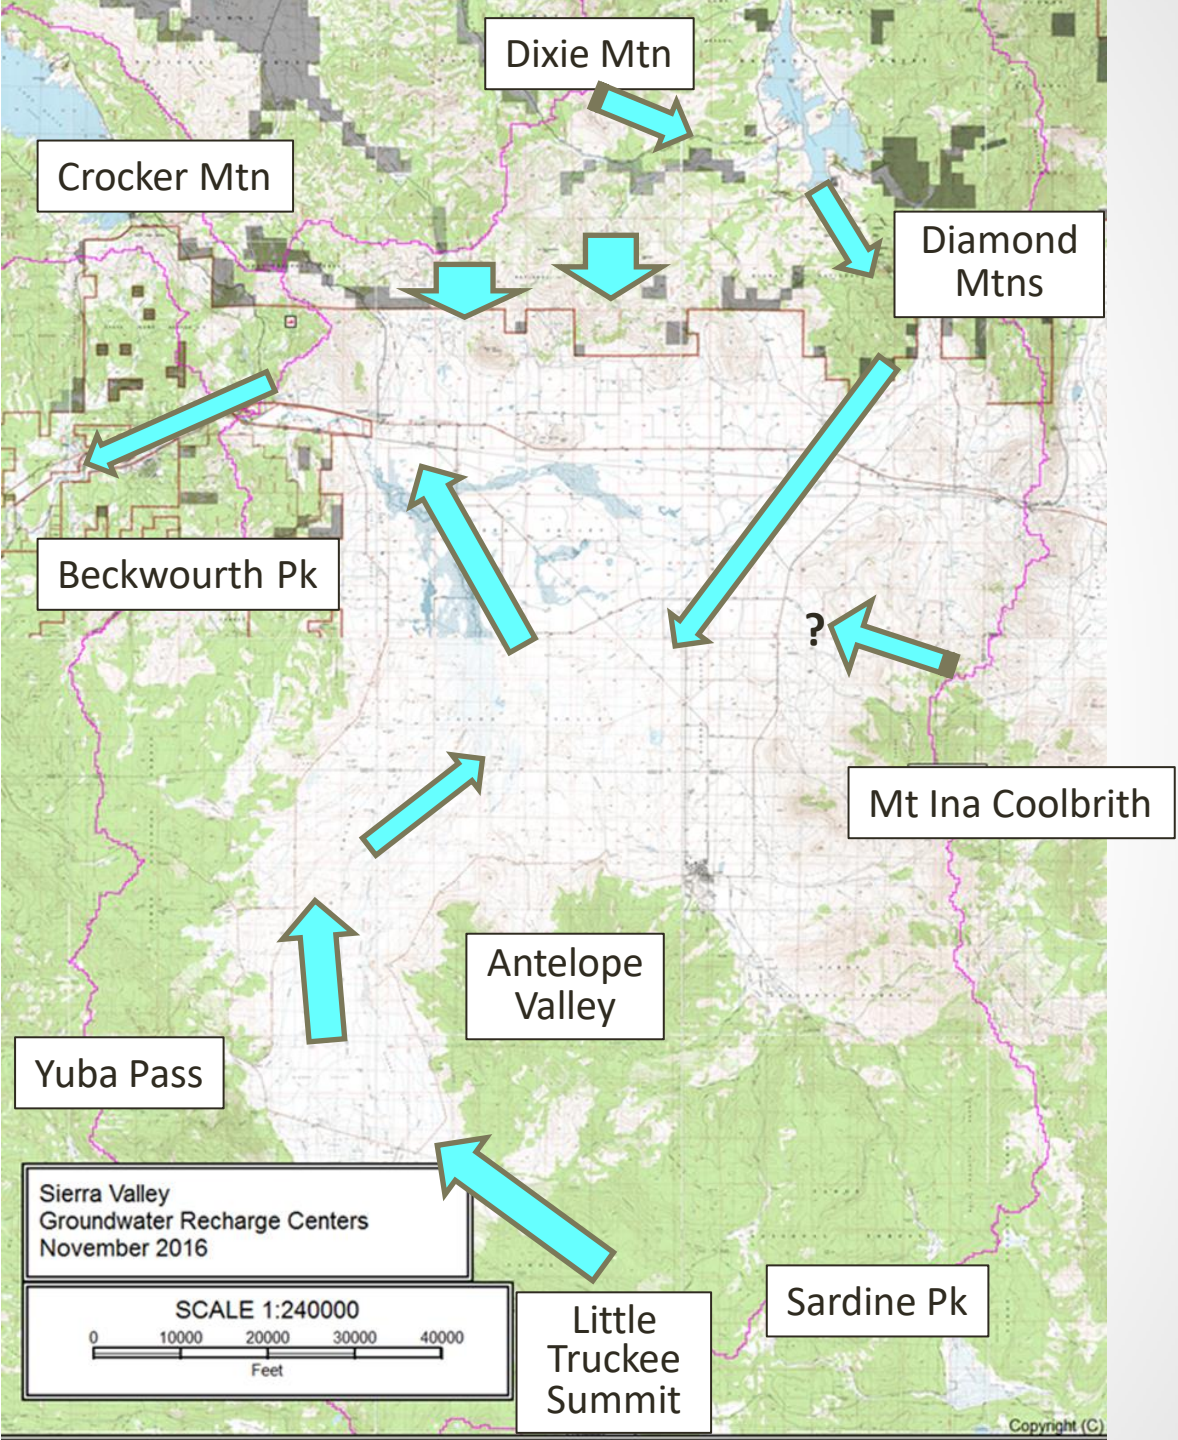 Dixie Mtn
Crocker Mtn
Diamond
Mtns
Beckwourth Pk
?
Mt Ina Coolbrith
Antelope
Valley
Yuba Pass
Sierra Valley
Groundwater Recharge Centers
November 2016
SCALE 1:240000
0 10000 20000 30000 40000
Feet
Little
Truckee
Summit
Sardine Pk
Copyright (C)